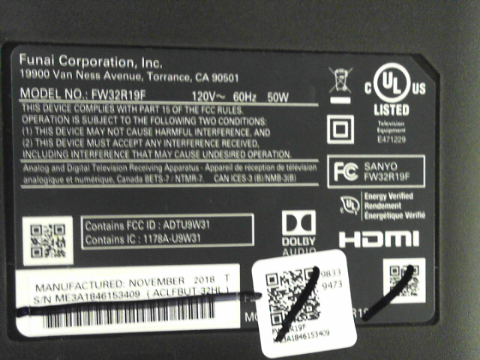 Funai Corporation, Inc.
19900 Van Ness Avenue, Torrance, CA 90501
MODEL NO.: FW32R19F 120V~ 60Hz 50W
THIS DEVICE COMPLIES WITH PART 15 OF THE FCC RULES.
OPERATION IS SUBJECT TO THE FOLLOWING TWO CONDITIONS:
(1) THIS DEVICE MAY NOT CAUSE HARMFUL INTERFERENCE, AND
(2) THIS DEVICE MUST ACCEPT ANY INTERFERENCE RECEIVED,
INCLUDING INTERFERENCE THAT MAY CAUSE UNDESIRED OPERATION.
Analog and Digital Television Receiving Apparatus - Appareil de réception de télévision
analogique et numérique, Canada BETS-7 / NTMR-7. CAN ICES-3 (B)/NMB-3(B)
C UL US
LISTED
Television
Equipment
E471229
FC SANYO
FW32R19F
UL Energy Verified
Rendement
Énergétique Vérifié
Contains FCC ID : ADTU9W31
Contains IC : 1178A-U9W31
DOLBY
AUDIO
HDMI
MANUFACTURED: NOVEMBER 2018 T
S/N ME3A1846153409 ( ACLFBUT-32HL )
9833
9473
ME3A1846153409